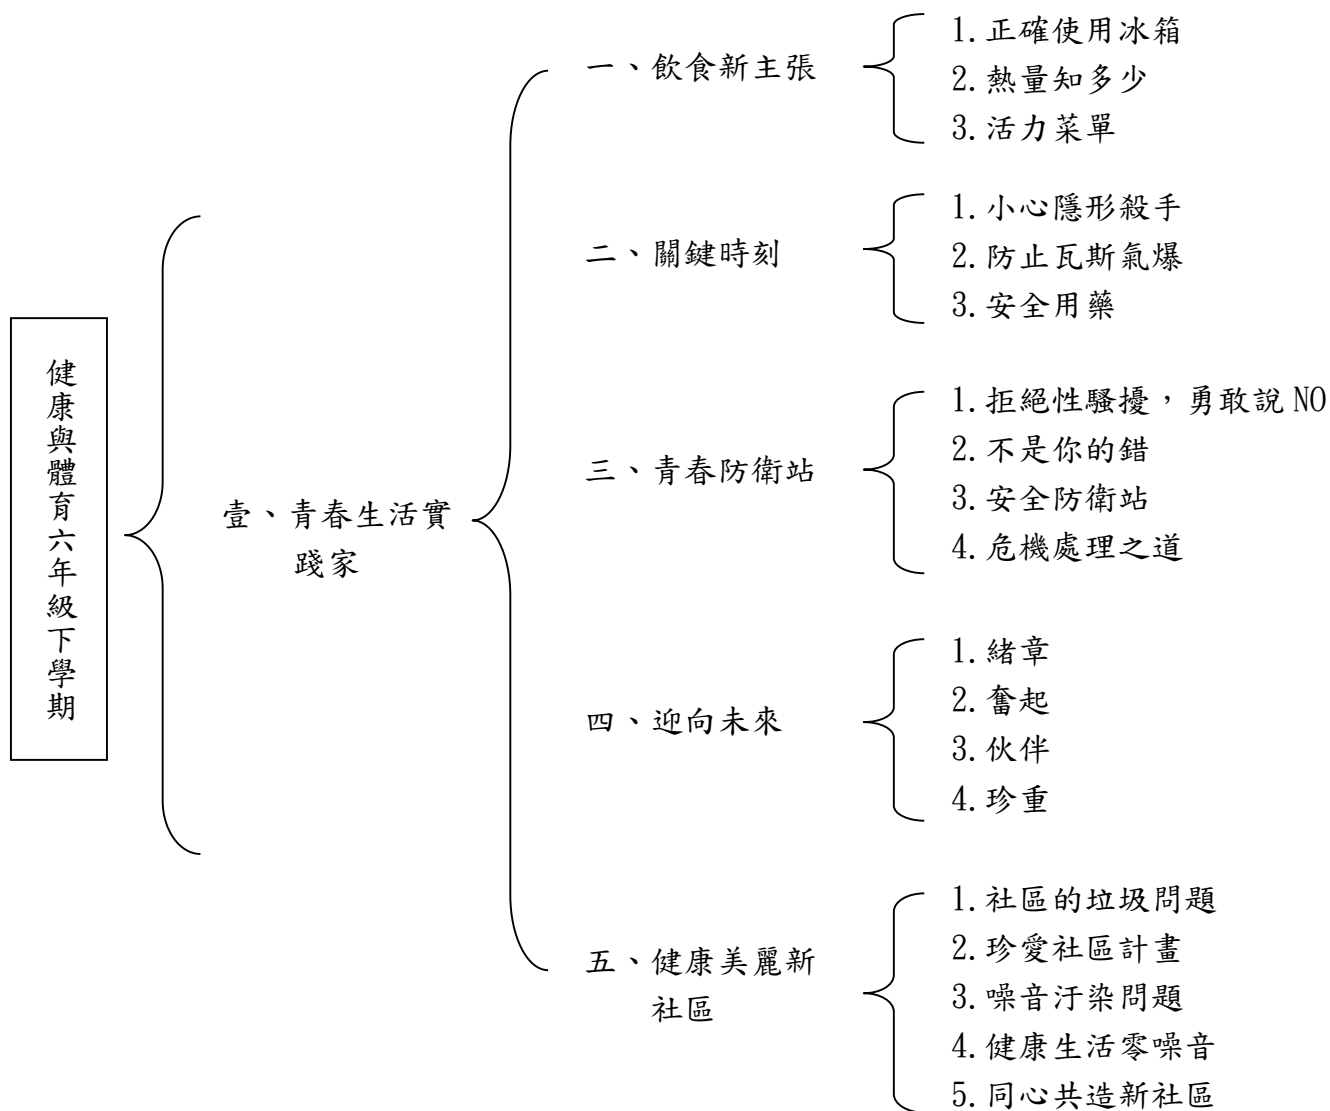 健康與體育六年級下學期
壹、青春生活實
踐家
一、飲食新主張
1.正確使用冰箱
2.熱量知多少
3.活力菜單
二、關鍵時刻
1.小心隱形殺手
2.防止瓦斯氣爆
3.安全用藥
三、青春防衛站
1.拒絕性騷擾，勇敢說 NO
2.不是你的錯
3.安全防衛站
4.危機處理之道
四、迎向未來
1.緒章
2.奮起
3.伙伴
4.珍重
五、健康美麗新
社區
1.社區的垃圾問題
2.珍愛社區計畫
3.噪音汙染問題
4.健康生活零噪音
5.同心共造新社區